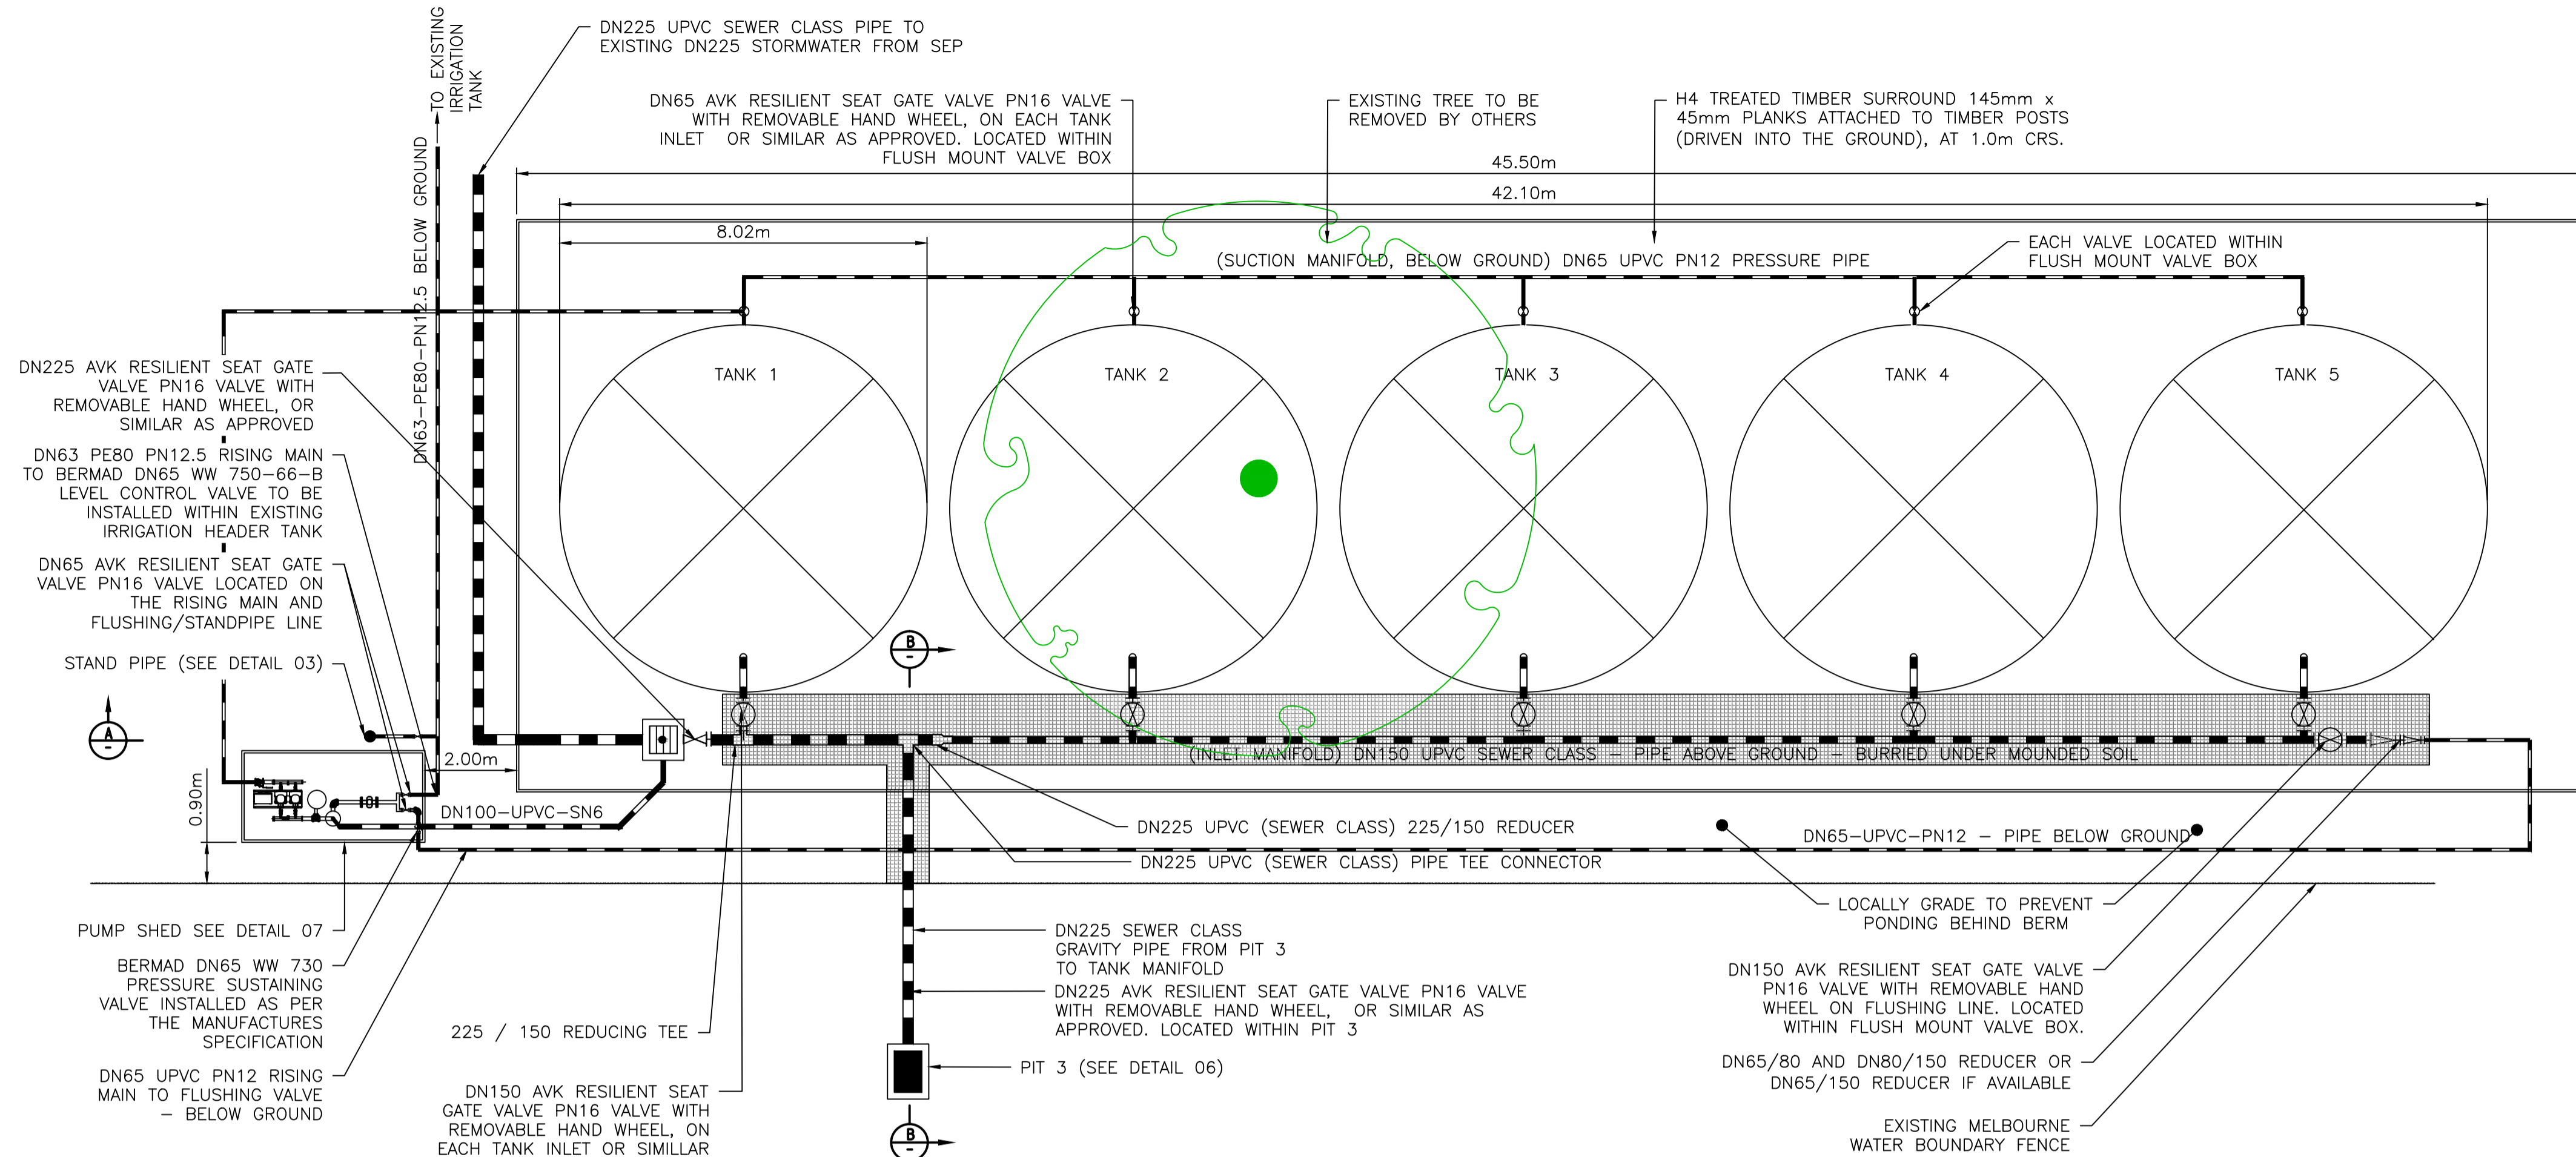 TO EXISTING
IRRIGATION
TANK
DN225 UPVC SEWER CLASS PIPE TO
EXISTING DN225 STORMWATER FROM SEP
DN65 AVK RESILIENT SEAT GATE VALVE PN16 VALVE
WITH REMOVABLE HAND WHEEL, ON EACH TANK
INLET OR SIMILAR AS APPROVED. LOCATED WITHIN
FLUSH MOUNT VALVE BOX
EXISTING TREE TO BE
REMOVED BY OTHERS
H4 TREATED TIMBER SURROUND 145mm x
45mm PLANKS ATTACHED TO TIMBER POSTS
(DRIVEN INTO THE GROUND), AT 1.0m CRS.
45.50m
42.10m
8.02m
DN63-PE80-PN12.5 BELOW GROUND
(SUCTION MANIFOLD, BELOW GROUND) DN65 UPVC PN12 PRESSURE PIPE
EACH VALVE LOCATED WITHIN
FLUSH MOUNT VALVE BOX
TANK 1
TANK 2
TANK 3
TANK 4
TANK 5
DN225 AVK RESILIENT SEAT GATE
VALVE PN16 VALVE WITH
REMOVABLE HAND WHEEL, OR
SIMILAR AS APPROVED
DN63 PE80 PN12.5 RISING MAIN
TO BERMAD DN65 WW 750-66-B
LEVEL CONTROL VALVE TO BE
INSTALLED WITHIN EXISTING
IRRIGATION HEADER TANK
DN65 AVK RESILIENT SEAT GATE
VALVE PN16 VALVE LOCATED ON
THE RISING MAIN AND
FLUSHING/STANDPIPE LINE
STAND PIPE (SEE DETAIL 03)
B
-
A
-
2.00m
0.90m
DN100-UPVC-SN6
(INLET MANIFOLD) DN150 UPVC SEWER CLASS - PIPE ABOVE GROUND - BURRIED UNDER MOUNDED SOIL
DN225 UPVC (SEWER CLASS) 225/150 REDUCER
DN65-UPVC-PN12 - PIPE BELOW GROUND
DN225 UPVC (SEWER CLASS) PIPE TEE CONNECTOR
LOCALLY GRADE TO PREVENT
PONDING BEHIND BERM
PUMP SHED SEE DETAIL 07
BERMAD DN65 WW 730
PRESSURE SUSTAINING
VALVE INSTALLED AS PER
THE MANUFACTURES
SPECIFICATION
DN65 UPVC PN12 RISING
MAIN TO FLUSHING VALVE
- BELOW GROUND
225 / 150 REDUCING TEE
DN150 AVK RESILIENT SEAT
GATE VALVE PN16 VALVE WITH
REMOVABLE HAND WHEEL, ON
EACH TANK INLET OR SIMILLAR
DN225 SEWER CLASS
GRAVITY PIPE FROM PIT 3
TO TANK MANIFOLD
DN225 AVK RESILIENT SEAT GATE VALVE PN16 VALVE
WITH REMOVABLE HAND WHEEL, OR SIMILAR AS
APPROVED. LOCATED WITHIN PIT 3
PIT 3 (SEE DETAIL 06)
B
-
DN150 AVK RESILIENT SEAT GATE VALVE
PN16 VALVE WITH REMOVABLE HAND
WHEEL ON FLUSHING LINE. LOCATED
WITHIN FLUSH MOUNT VALVE BOX.
DN65/80 AND DN80/150 REDUCER OR
DN65/150 REDUCER IF AVAILABLE
EXISTING MELBOURNE
WATER BOUNDARY FENCE